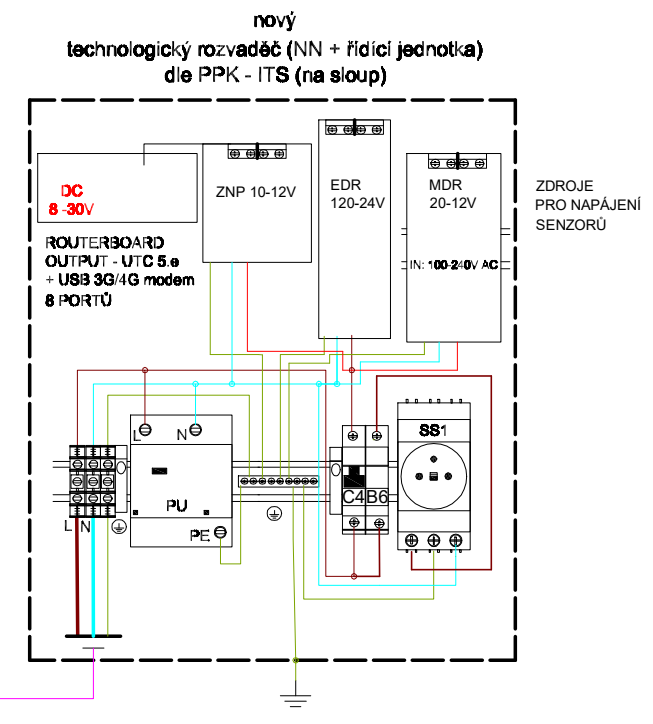 nový
technologický rozvaděč (NN + řídící jednotka)
dle PPK - ITS (na sloup)
DC
8 -30V
ZNP 10-12V
EDR
120-24V
MDR
20-12V
IN: 100-240V AC
ZDROJE
PRO NAPÁJENÍ
SENZORŮ
ROUTERBOARD
OUTPUT - UTC 5.e
+ USB 3G/4G modem
8 PORTŮ
L
N
PU
PE
L
N
C4
B6
SS1